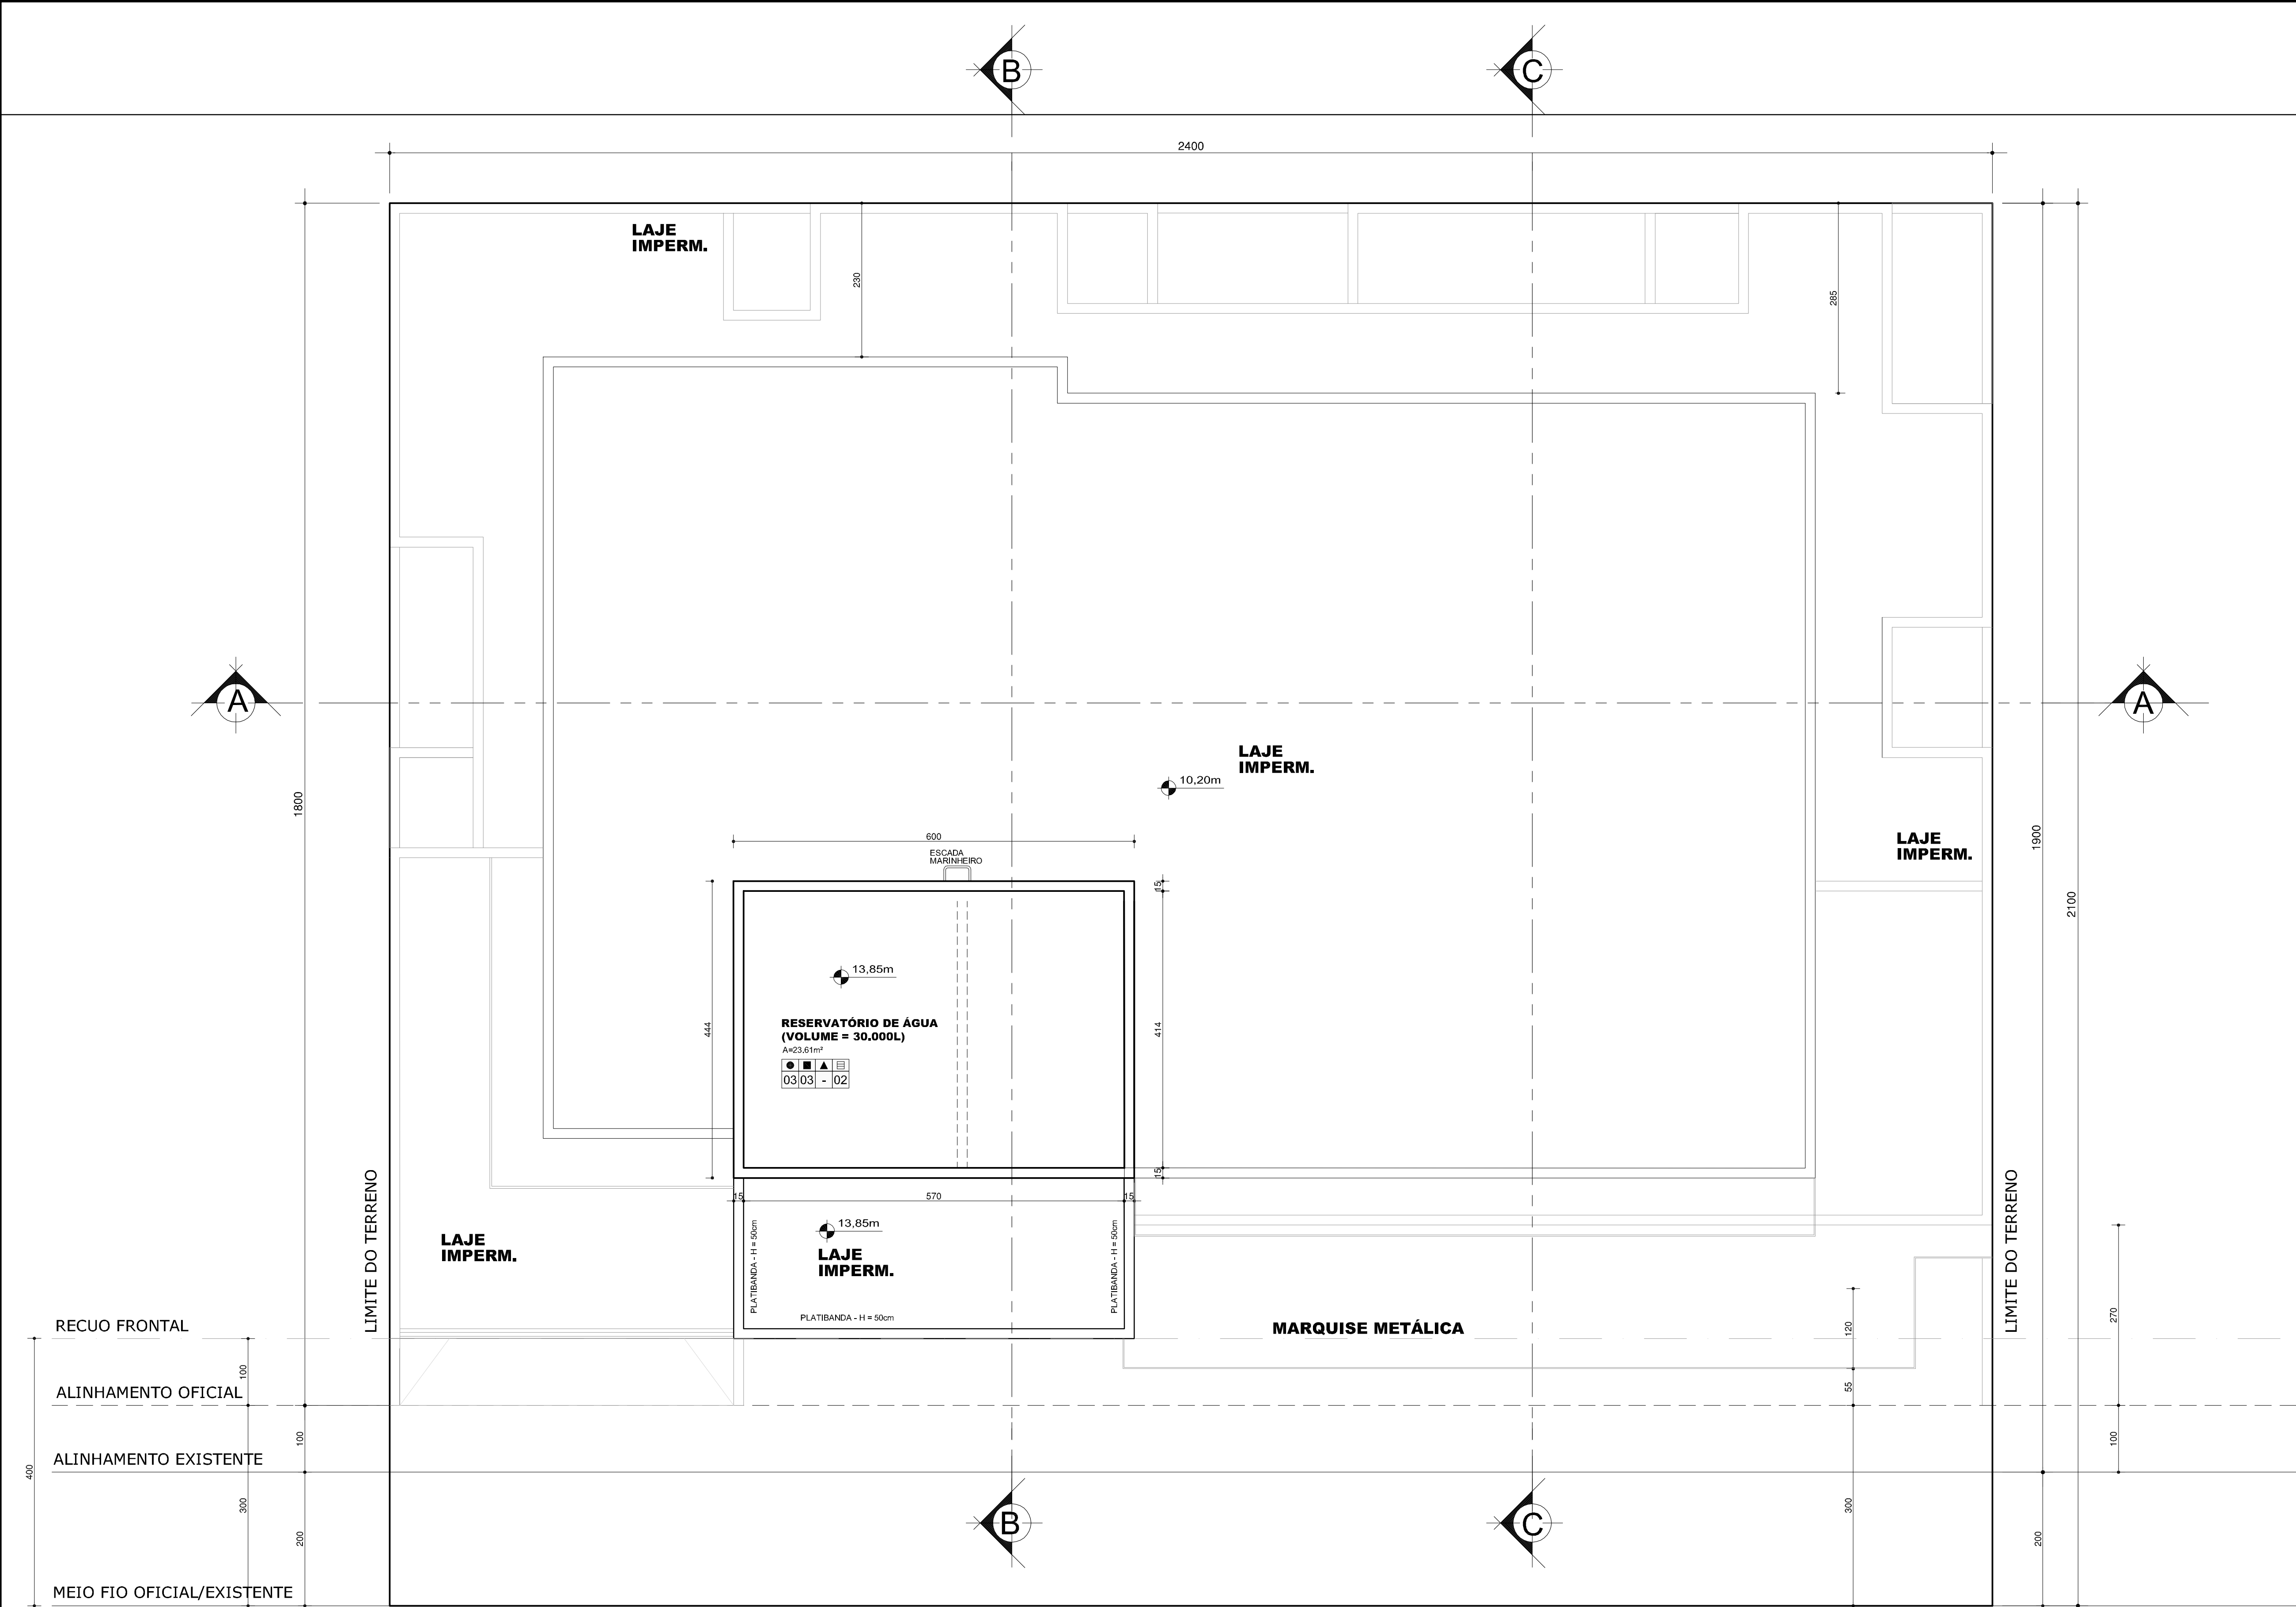 B
C
2400
LAJE
IMPERM.
230
285
A
A
LAJE
IMPERM.
10,20m
1800
1900
2100
LAJE
IMPERM.
600
ESCADA
MARINHEIRO
15
444
414
15
13,85m
RESERVATÓRIO DE ÁGUA
(VOLUME = 30.000L)
A=23,61m²
03 03 - 02
15
570
15
LIMITE DO TERRENO
LIMITE DO TERRENO
PLATIBANDA - H = 50cm
PLATIBANDA - H = 50cm
13,85m
LAJE
IMPERM.
LAJE
IMPERM.
PLATIBANDA - H = 50cm
MARQUISE METÁLICA
RECUO FRONTAL
120
270
100
ALINHAMENTO OFICIAL
55
100
100
ALINHAMENTO EXISTENTE
400
300
200
B
C
300
200
MEIO FIO OFICIAL/EXISTENTE